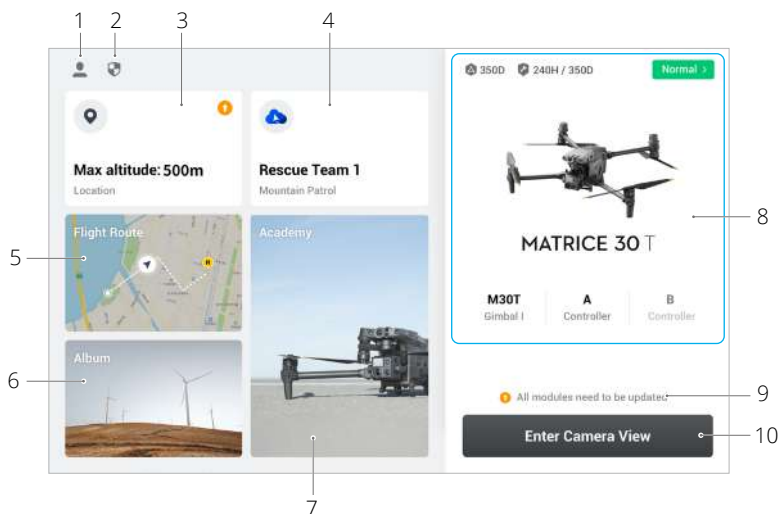 1
2
3
4
350D
240H / 350D
Normal >
Max altitude: 500m
Location
Rescue Team 1
Mountain Patrol
8
MATRICE 30 T
Flight Route
R
5
Academy
M30T
Gimbal I
A
Controller
B
Controller
Album
6
All modules need to be updated
9
Enter Camera View
10
7